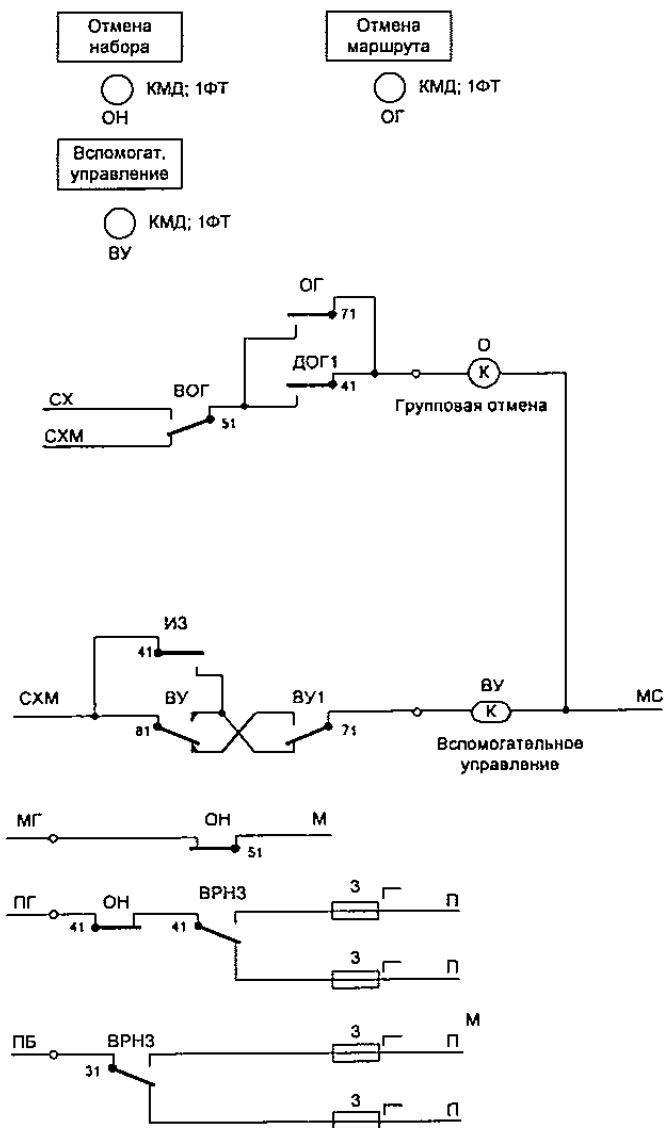 Отмена
набора
Отмена
маршрута
КМД; 1ФТ
КМД; 1ФТ
ОН
ОГ
Вспомогат.
управление
КМД; 1ФТ
ВУ
ОГ
71
О
ДОГ1
К
41
ВОГ
СХ
51
Групповая отмена
СХМ
ИЗ
41
СХМ
ВУ
ВУ1
ВУ
К
МС
81
71
Вспомогательное
управление
МГ
ОН
М
51
ПГ
ОН
ВРНЗ
З
П
41
41
З
П
М
ПБ
ВРНЗ
З
П
31
З
П